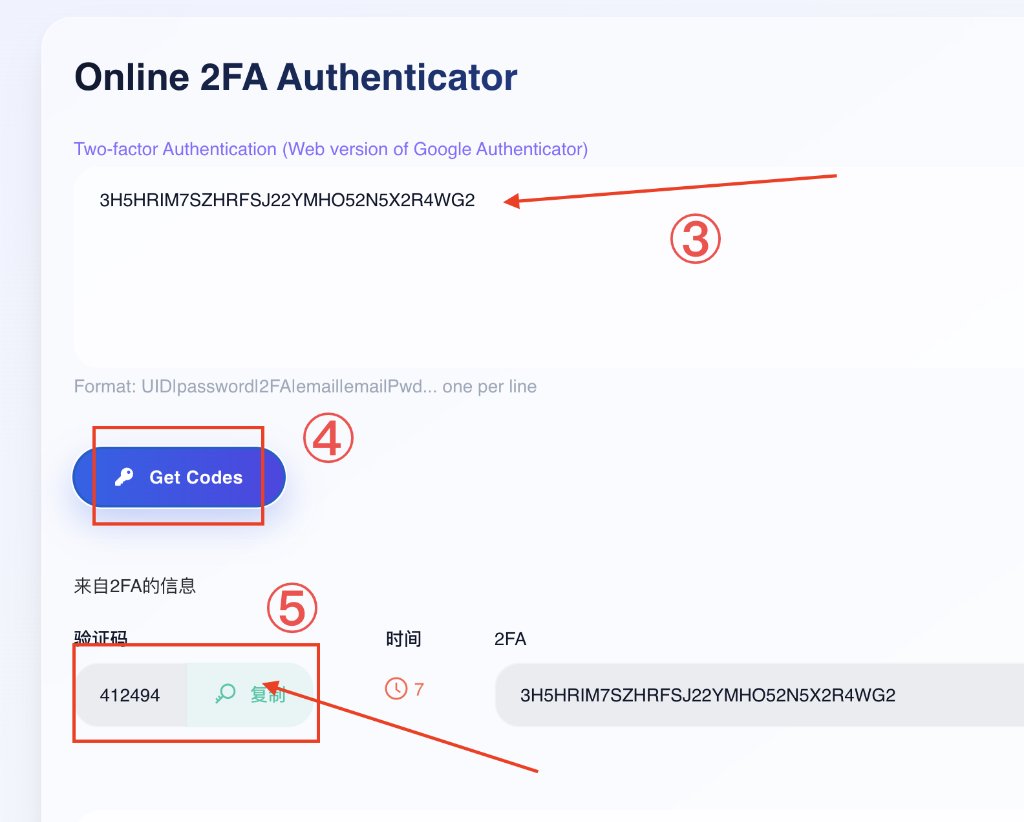 Online 2FA Authenticator
Two-factor Authentication (Web version of Google Authenticator)
3H5HRIM7SZHRFSJ22YMHO52N5X2R4WG2
③
Format: UID|password|2FA|email|emailPwd... one per line
④
Get Codes
来自2FA的信息
⑤
验证码 时间 2FA
412494 复制 7 3H5HRIM7SZHRFSJ22YMHO52N5X2R4WG2